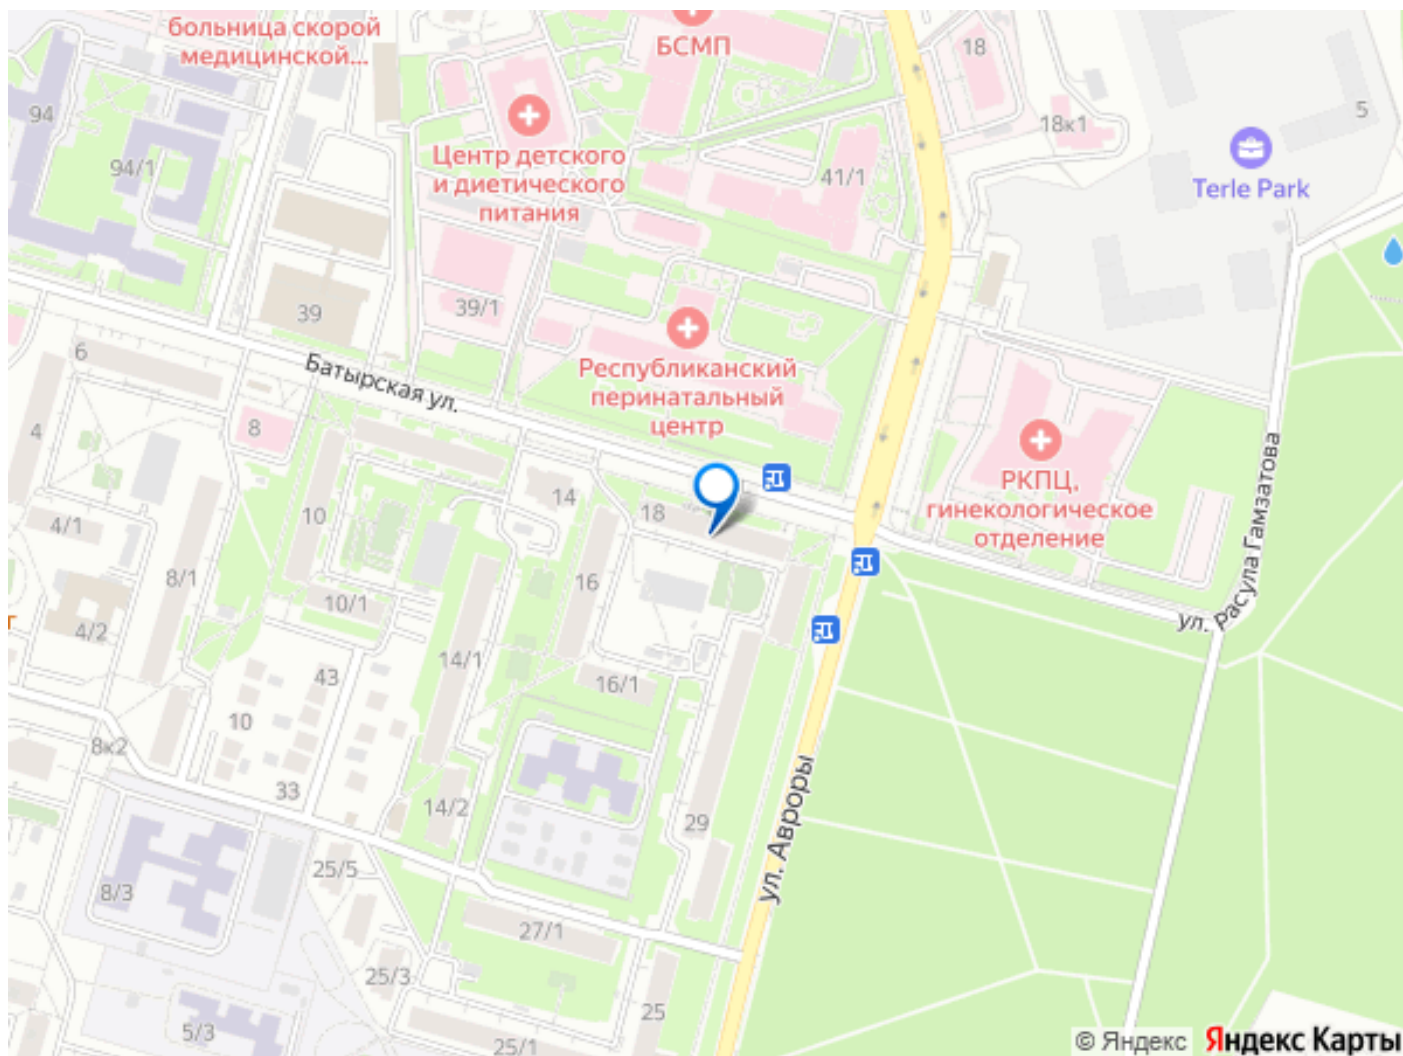 больница скорой
медицинской...
БСМП
18
94
5
18к1
Центр детского
и диетического
питания
94/1
41/1
Terle Park
39
39/1
6
Республиканский
перинатальный
центр
Батырская ул.
4
8
РКПЦ,
гинекологическое
отделение
ул. Расула Гамзатова
14
18
10
4/1
8/1
16
10/1
4/2
т
14/1
43
16/1
10
8к2
33
14/2
29
ул. Авроры
25/5
8/3
27/1
25/3
25
5/3
25/1
© Яндекс
Яндекс Карты